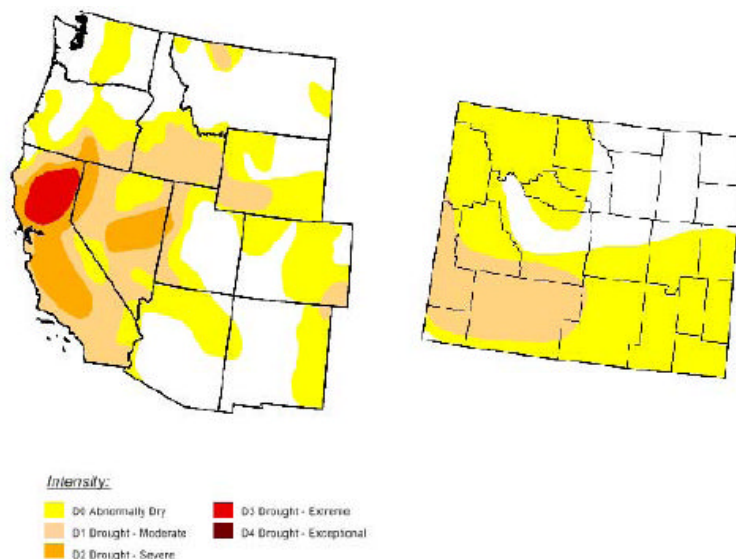 Intensity:
D0 Abnormally Dry
D1 Drought - Moderate
D2 Drought - Severe
D3 Drought - Extreme
D4 Drought - Exceptional